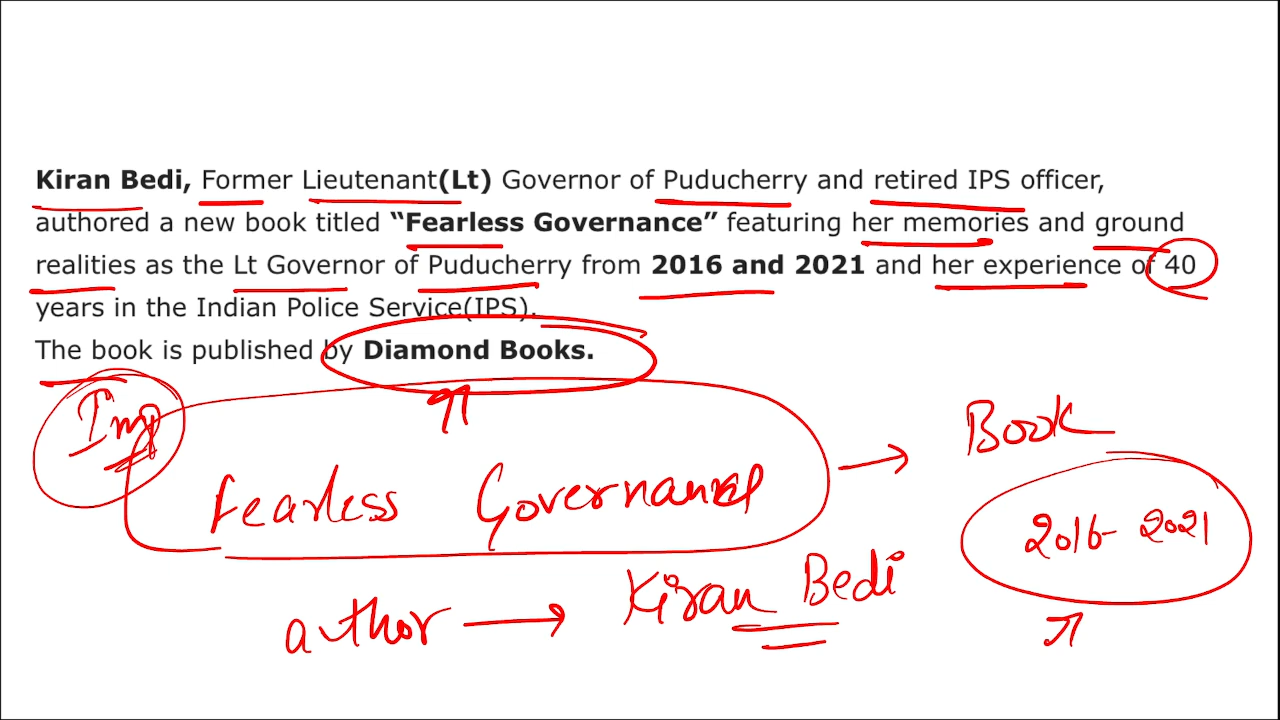 Kiran Bedi, Former Lieutenant(Lt) Governor of Puducherry and retired IPS officer,
authored a new book titled “Fearless Governance” featuring her memories and ground
realities as the Lt Governor of Puducherry from 2016 and 2021 and her experience of 40
years in the Indian Police Service(IPS).
The book is published by Diamond Books.
Imp
Fearless Governance → Book
2016- 2021
author → Kiran Bedi